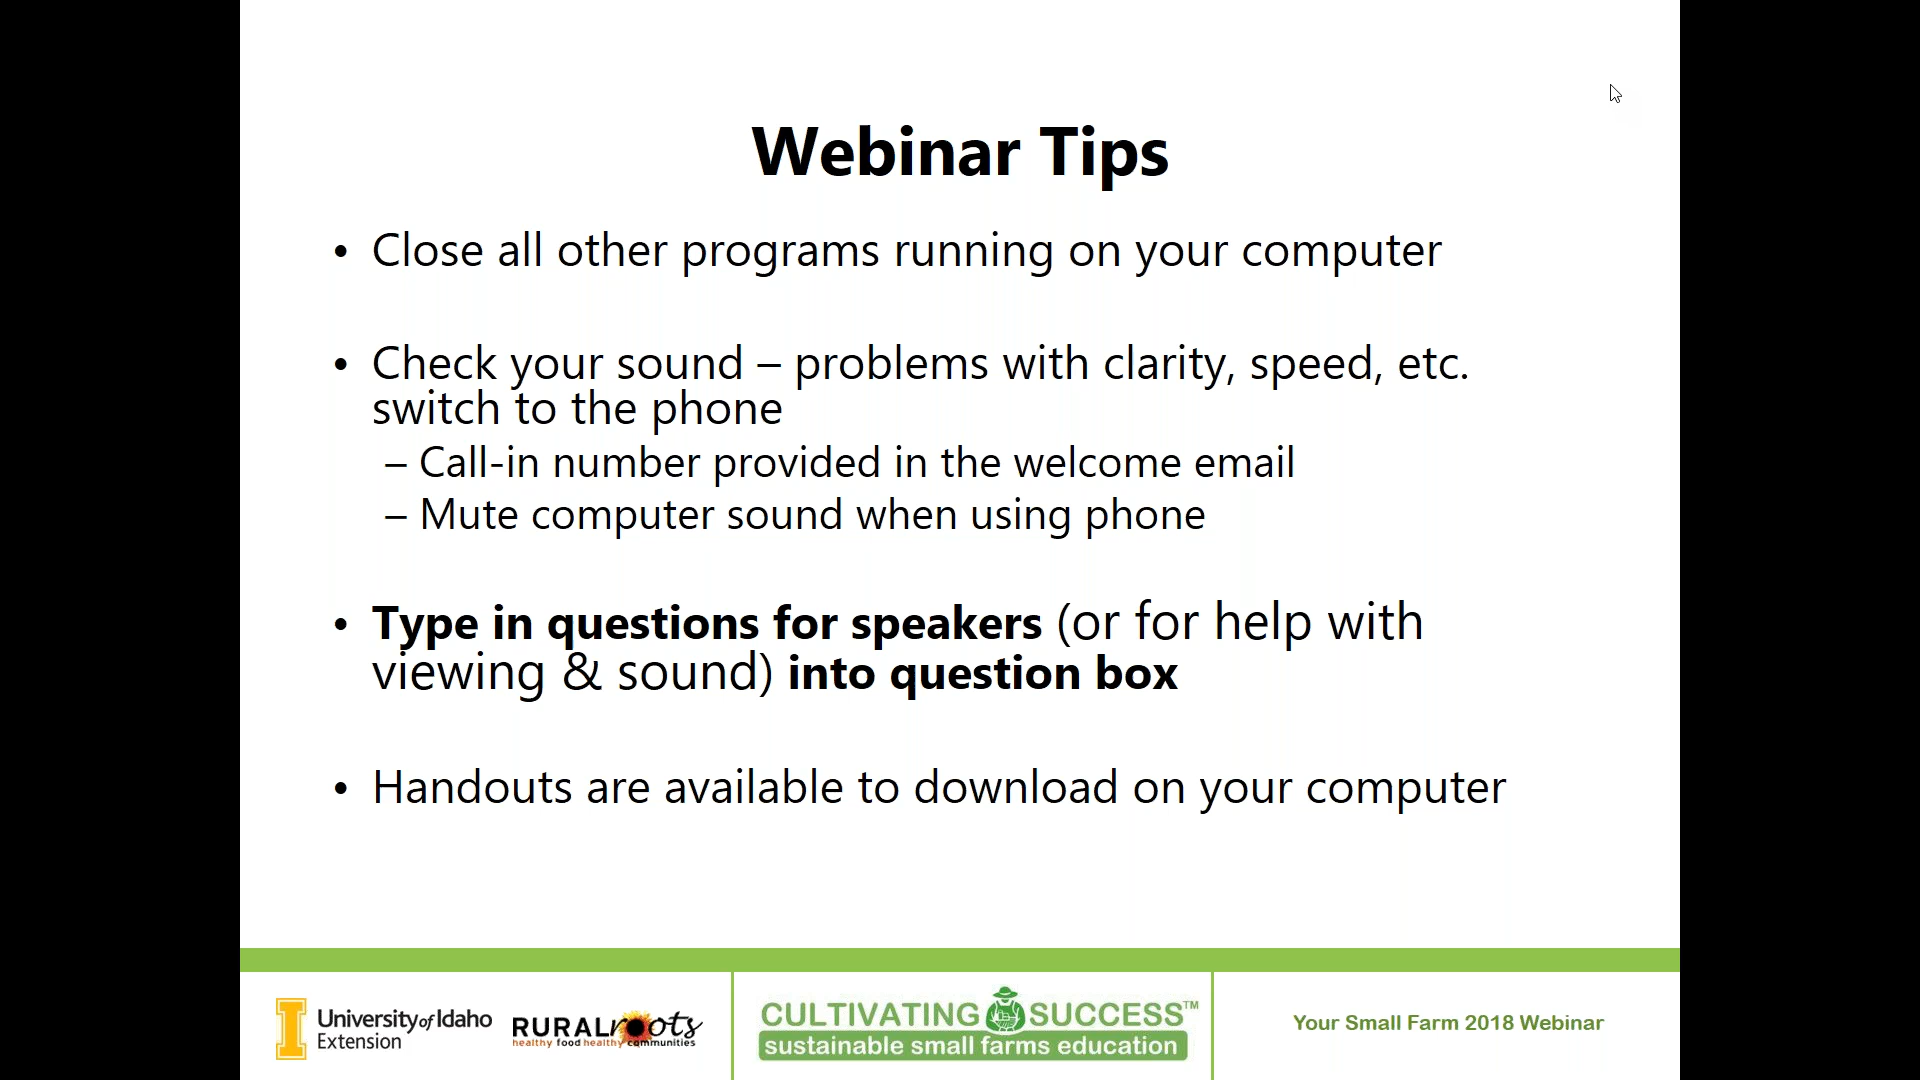 Webinar Tips
• Close all other programs running on your computer
• Check your sound – problems with clarity, speed, etc.
switch to the phone
– Call-in number provided in the welcome email
– Mute computer sound when using phone
• Type in questions for speakers (or for help with
viewing & sound) into question box
• Handouts are available to download on your computer
I
University of Idaho
Extension
RURALroots
healthy food healthy communities
CULTIVATING SUCCESS™
sustainable small farms education
Your Small Farm 2018 Webinar